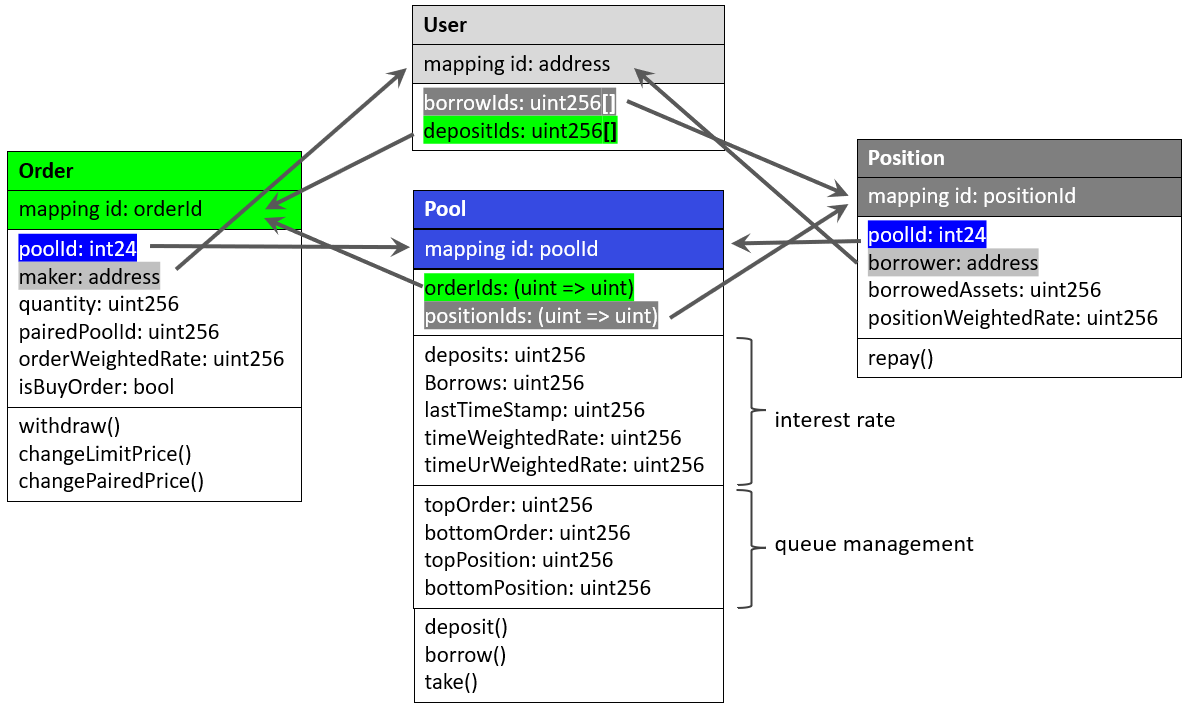 User
mapping id: address
borrowIds: uint256[]
depositIds: uint256[]
Order
mapping id: orderId
poolId: int24
maker: address
quantity: uint256
pairedPoolId: uint256
orderWeightedRate: uint256
isBuyOrder: bool
withdraw()
changeLimitPrice()
changePairedPrice()
Pool
mapping id: poolId
orderIds: (uint => uint)
positionIds: (uint => uint)
deposits: uint256
Borrows: uint256
lastTimeStamp: uint256
timeWeightedRate: uint256
timeUrWeightedRate: uint256
interest rate
topOrder: uint256
bottomOrder: uint256
topPosition: uint256
bottomPosition: uint256
queue management
deposit()
borrow()
take()
Position
mapping id: positionId
poolId: int24
borrower: address
borrowedAssets: uint256
positionWeightedRate: uint256
repay()